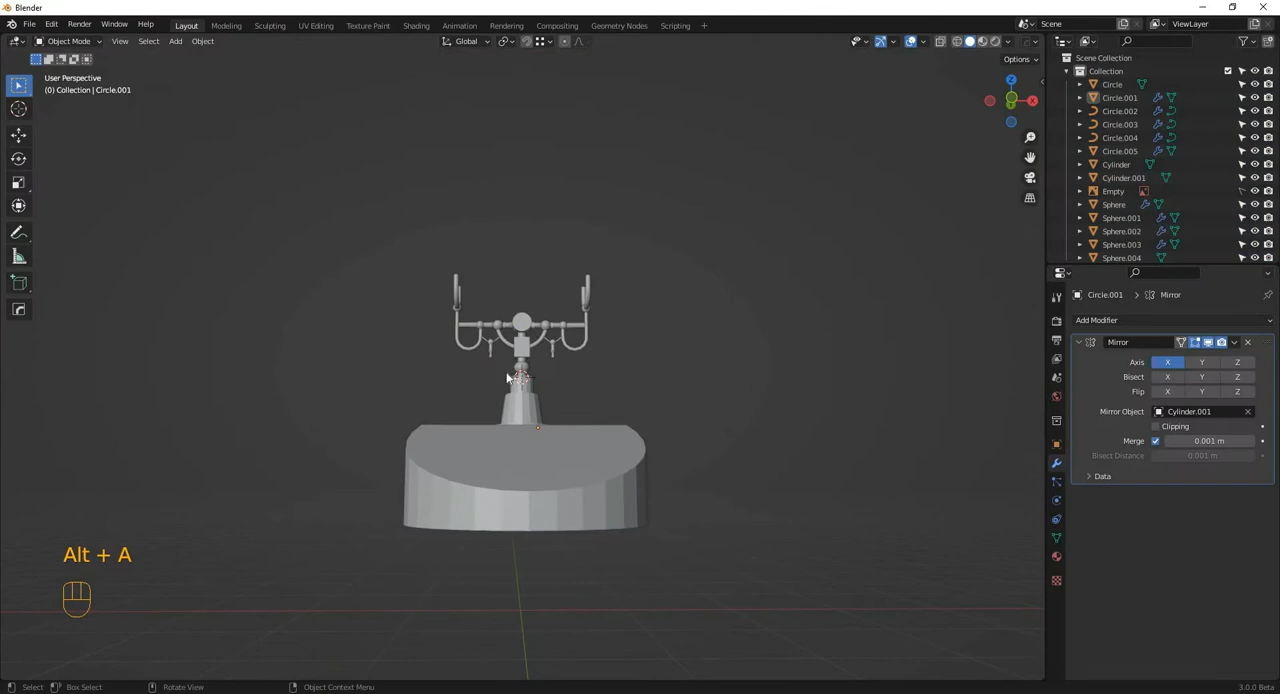 Blender
File Edit Render Window Help
Layout Modeling Sculpting UV Editing Texture Paint Shading Animation Rendering Compositing Geometry Nodes Scripting +
Scene
ViewLayer
Object Mode View Select Add Object
Global
Options
User Perspective
(0) Collection | Circle.001
Z
X
Scene Collection
Collection
Circle
Circle.001
Circle.002
Circle.003
Circle.004
Circle.005
Cylinder
Cylinder.001
Empty
Sphere
Sphere.001
Sphere.002
Sphere.003
Sphere.004
Circle.001 > Mirror
Add Modifier
Mirror
Axis X Y Z
Bisect X Y Z
Flip X Y Z
Mirror Object Cylinder.001
Clipping
Merge 0.001 m
Bisect Distance 0.001 m
Data
Alt + A
Select Box Select Rotate View Object Context Menu 3.0.0 Beta